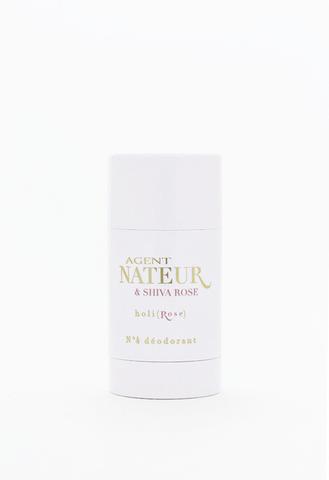 AGENT
NATEUR
& SHIVA ROSE
holi(Rose)
N°4 déodorant